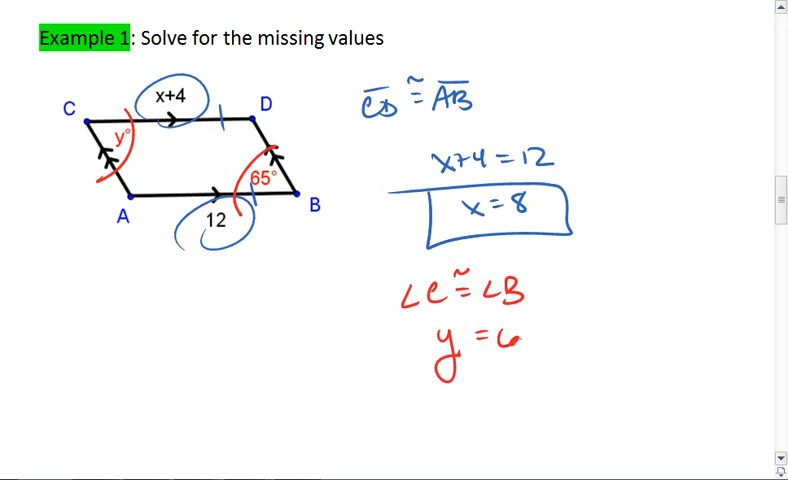 Example 1: Solve for the missing values
x+4
C
D
y°
65°
A
12
B
CD ≅ AB
x+4=12
x=8
∠C ≅ ∠B
y =6